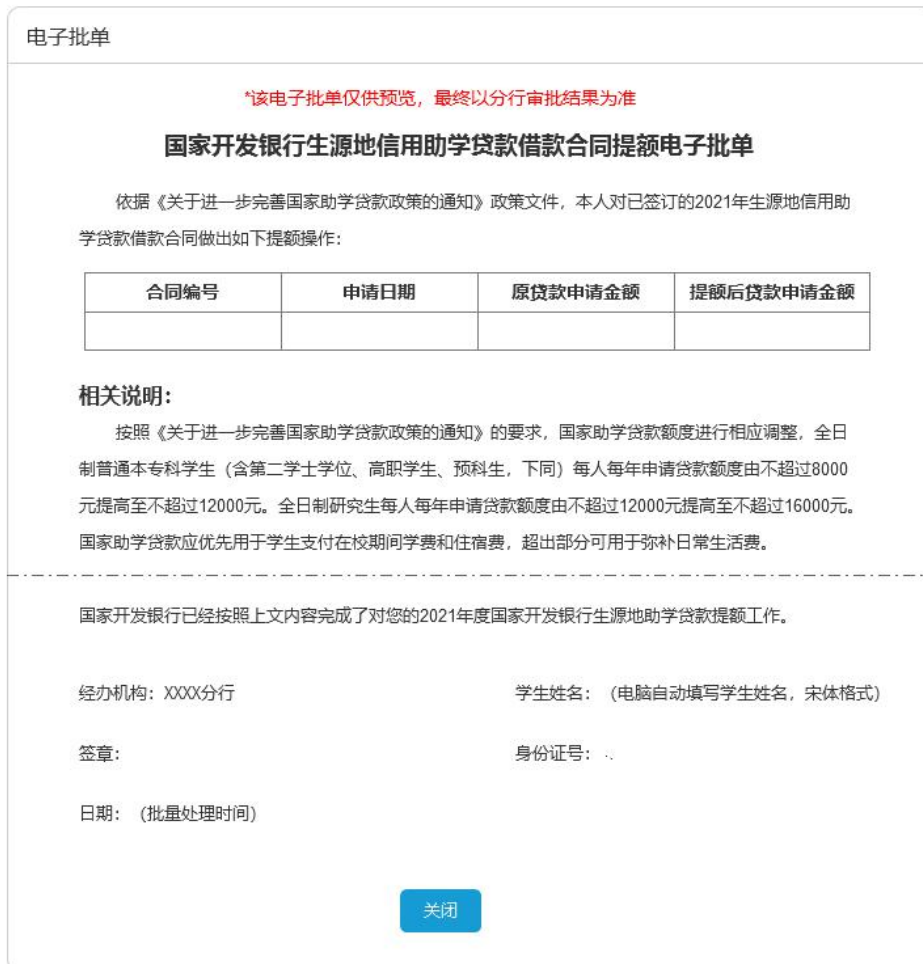 电子批单
*该电子批单仅供预览，最终以分行审批结果为准
国家开发银行生源地信用助学贷款借款合同提额电子批单
依据《关于进一步完善国家助学贷款政策的通知》政策文件，本人对已签订的2021年生源地信用助
学贷款借款合同做出如下提额操作：
合同编号 申请日期 原贷款申请金额 提额后贷款申请金额
相关说明：
按照《关于进一步完善国家助学贷款政策的通知》的要求，国家助学贷款额度进行相应调整，全日
制普通本专科学生（含第二学士学位、高职学生、预科生，下同）每人每年申请贷款额度由不超过8000
元提高至不超过12000元。全日制研究生每人每年申请贷款额度由不超过12000元提高至不超过16000元。
国家助学贷款应优先用于学生支付在校期间学费和住宿费，超出部分可用于弥补日常生活费。
国家开发银行已经按照上文内容完成了对您的2021年度国家开发银行生源地助学贷款提额工作。
经办机构：XXXX分行 学生姓名：（电脑自动填写学生姓名，宋体格式）
签章： 身份证号：
日期：（批量处理时间）
关闭